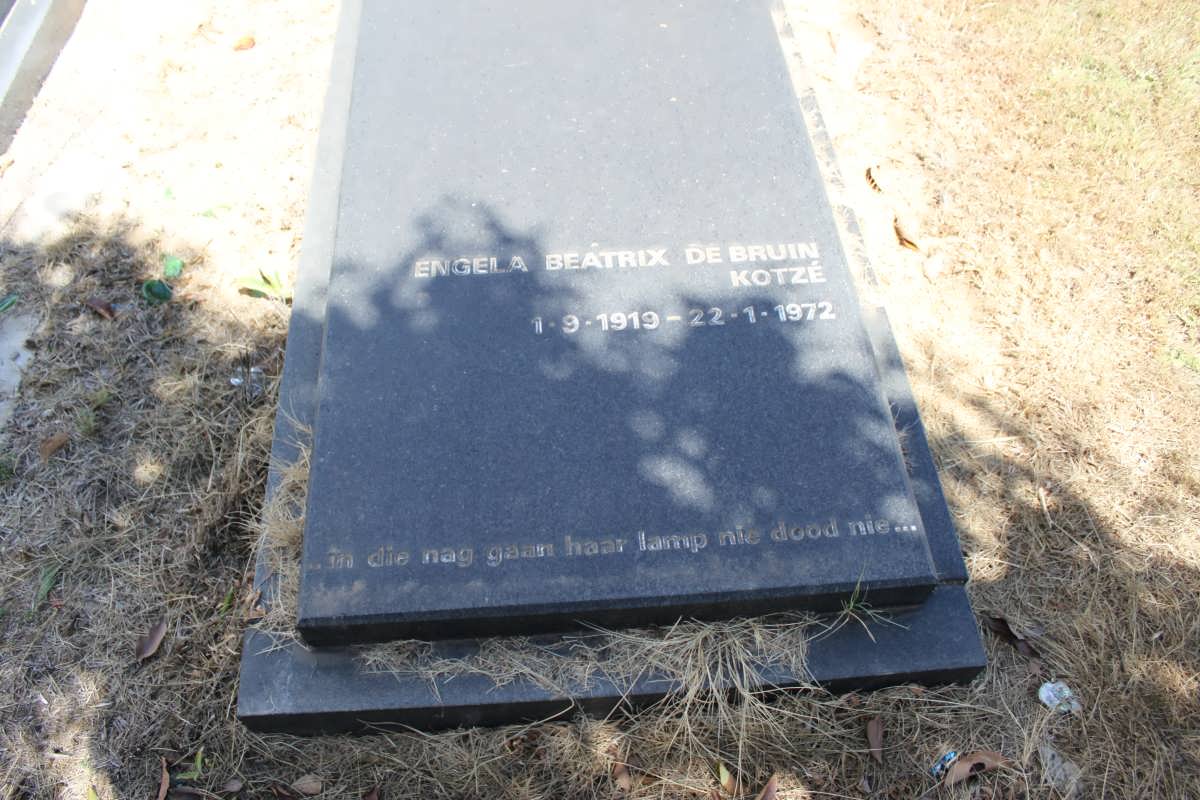 ENGELA BEATRIX DE BRUIN
KOTZÉ
1·9·1919 – 22·1·1972
...in die nag gaan haar lamp nie dood nie...